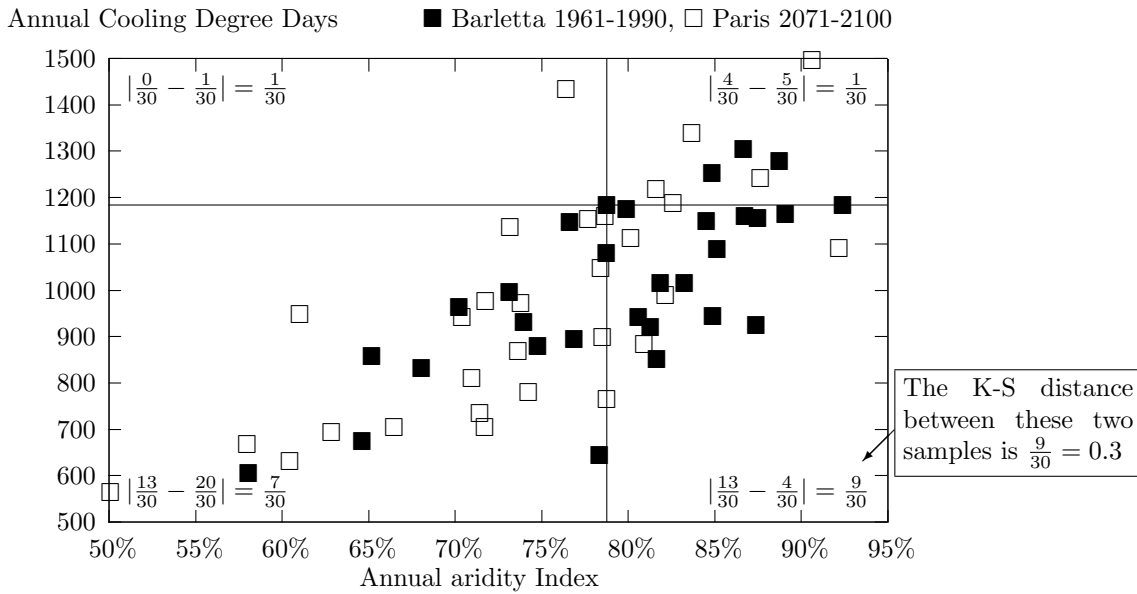 Annual Cooling Degree Days ■ Barletta 1961-1990, □ Paris 2071-2100
1500
1400
1300
1200
1100
1000
900
800
700
600
500
|0/30 − 1/30| = 1/30
|4/30 − 5/30| = 1/30
|13/30 − 20/30| = 7/30
|13/30 − 4/30| = 9/30
The K-S distance
between these two
samples is 9/30 = 0.3
50% 55% 60% 65% 70% 75% 80% 85% 90% 95%
Annual aridity Index